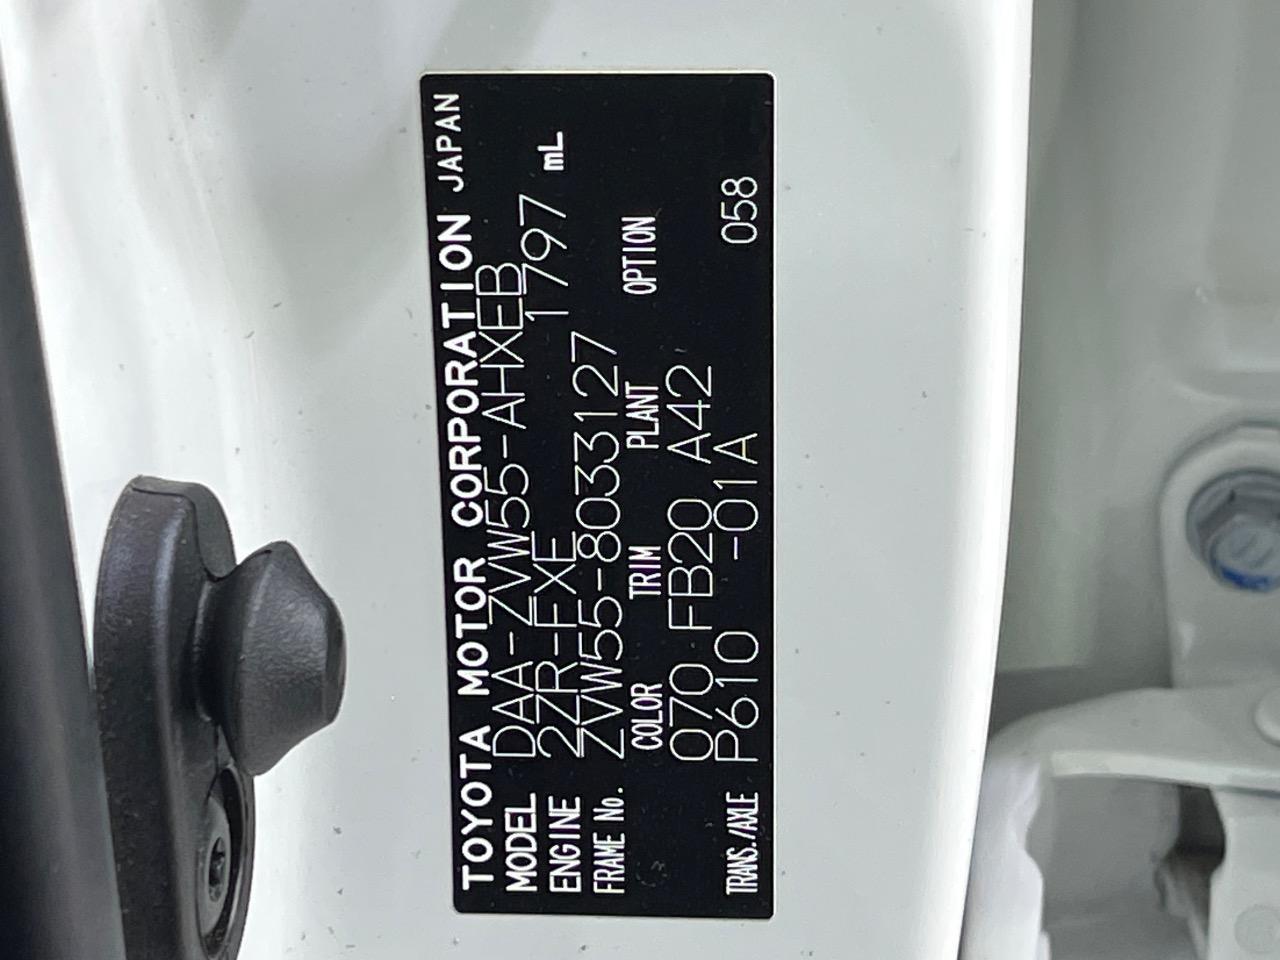 TOYOTA MOTOR CORPORATION JAPAN
MODEL DAA-ZVW55-AHXEB
ENGINE 2ZR-FXE 1797 mL
FRAME No. ZVW55-8033127
COLOR TRIM PLANT OPTION
070 FB20 A42
TRANS./AXLE P610 -01A 058